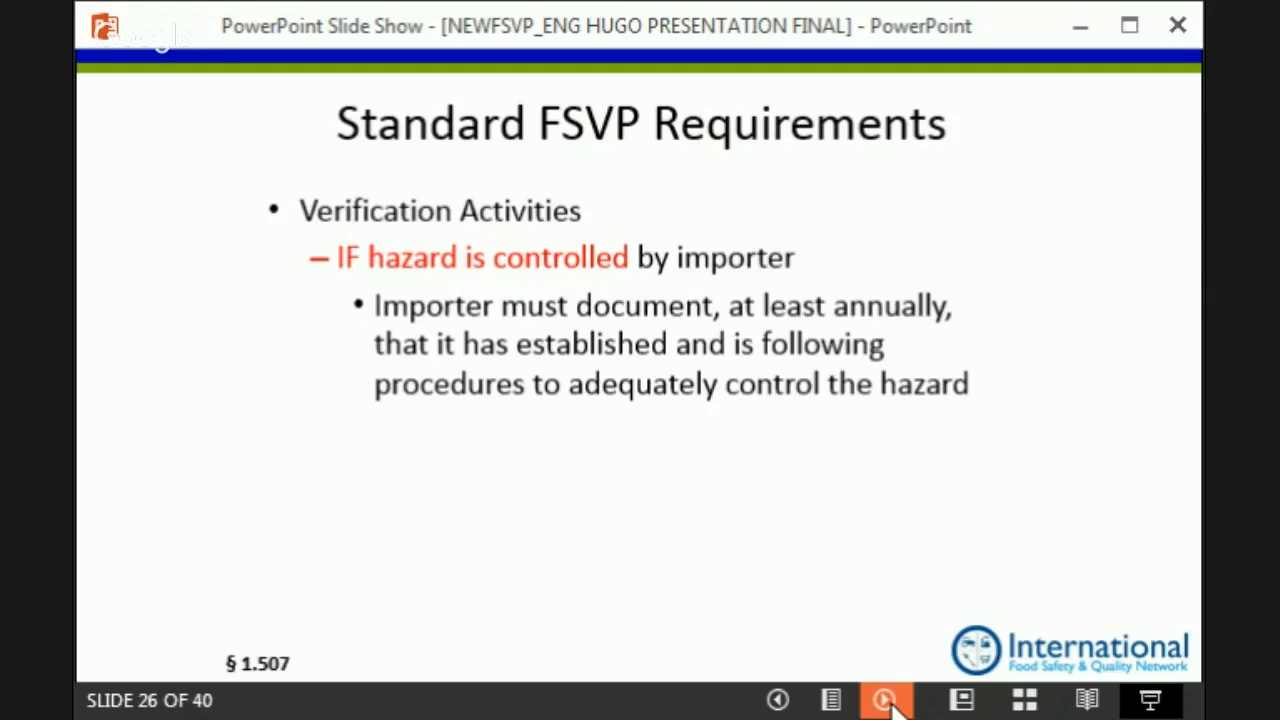 PowerPoint Slide Show - [NEWFSVP_ENG HUGO PRESENTATION FINAL] - PowerPoint
Google
Standard FSVP Requirements
• Verification Activities
– IF hazard is controlled by importer
• Importer must document, at least annually,
that it has established and is following
procedures to adequately control the hazard
§ 1.507
International
Food Safety & Quality Network
SLIDE 26 OF 40